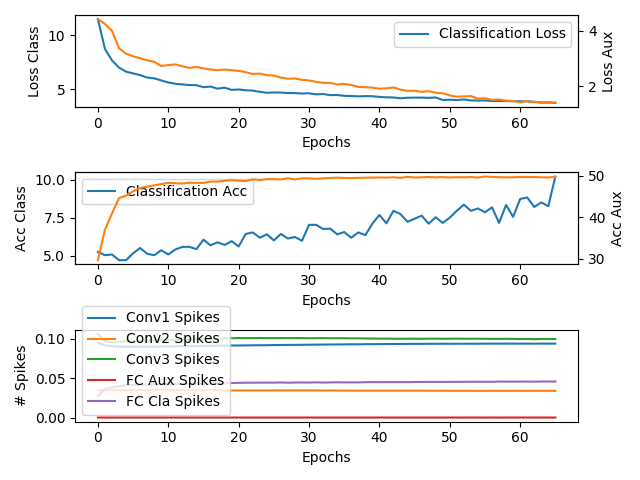 10
5
Loss Class
Classification Loss
4
2
Loss Aux
0 10 20 30 40 50 60
Epochs
10.0
7.5
5.0
Acc Class
Classification Acc
50
40
30
Acc Aux
0 10 20 30 40 50 60
Epochs
0.10
0.05
0.00
# Spikes
Conv1 Spikes
Conv2 Spikes
Conv3 Spikes
FC Aux Spikes
FC Cla Spikes
0 10 20 30 40 50 60
Epochs